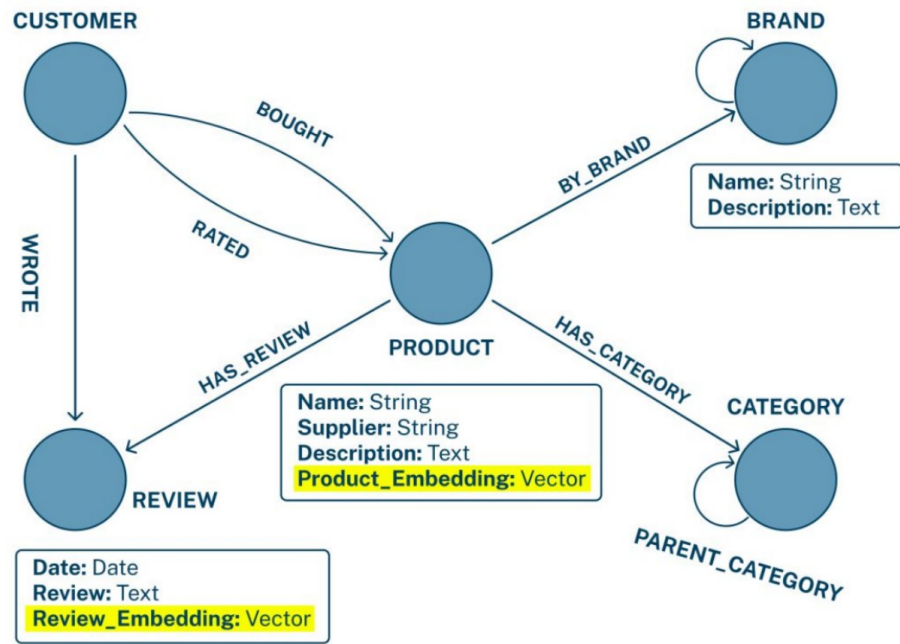 CUSTOMER
BRAND
BOUGHT
RATED
BY_BRAND
Name: String
Description: Text
WROTE
HAS_REVIEW
PRODUCT
HAS_CATEGORY
Name: String
Supplier: String
Description: Text
Product_Embedding: Vector
CATEGORY
REVIEW
PARENT_CATEGORY
Date: Date
Review: Text
Review_Embedding: Vector